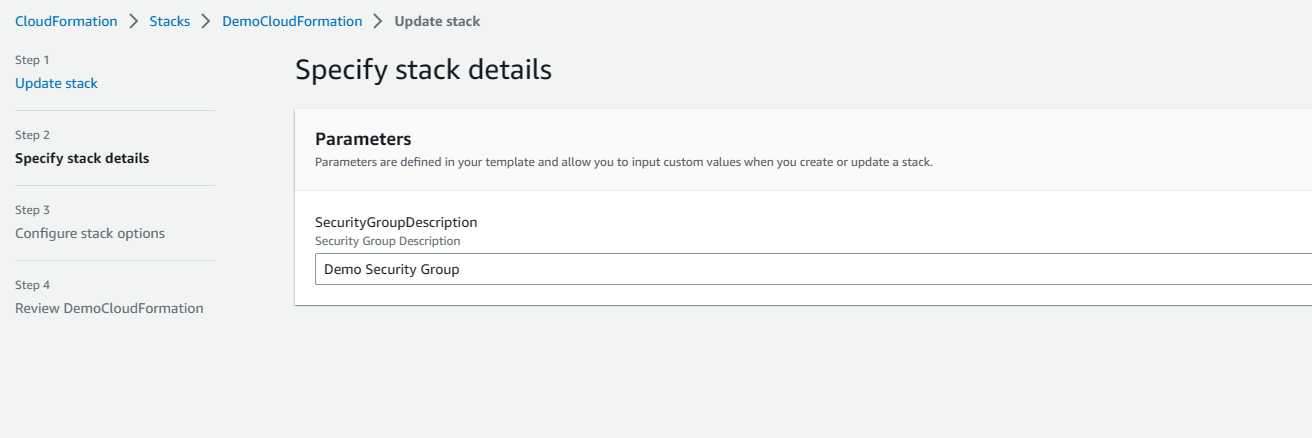 CloudFormation > Stacks > DemoCloudFormation > Update stack
Step 1
Update stack
Step 2
Specify stack details
Step 3
Configure stack options
Step 4
Review DemoCloudFormation
Specify stack details
Parameters
Parameters are defined in your template and allow you to input custom values when you create or update a stack.
SecurityGroupDescription
Security Group Description
Demo Security Group